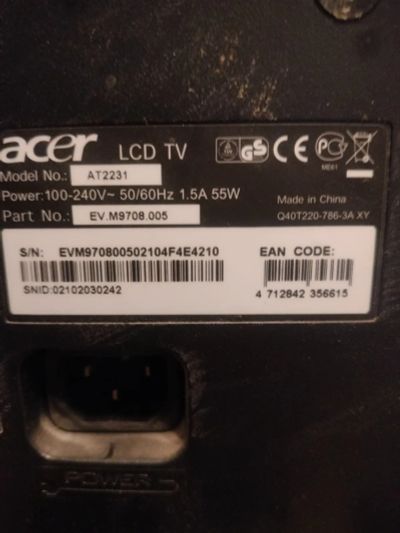 acer LCD TV
Model No.: AT2231
Power:100-240V~ 50/60Hz 1.5A 55W
Made in China
Part No.: EV.M9708.005
Q40T220-786-3A XY
S/N: EVM970800502104F4E4210
EAN CODE:
SNID:02102030242
4 712842 356615
POWER